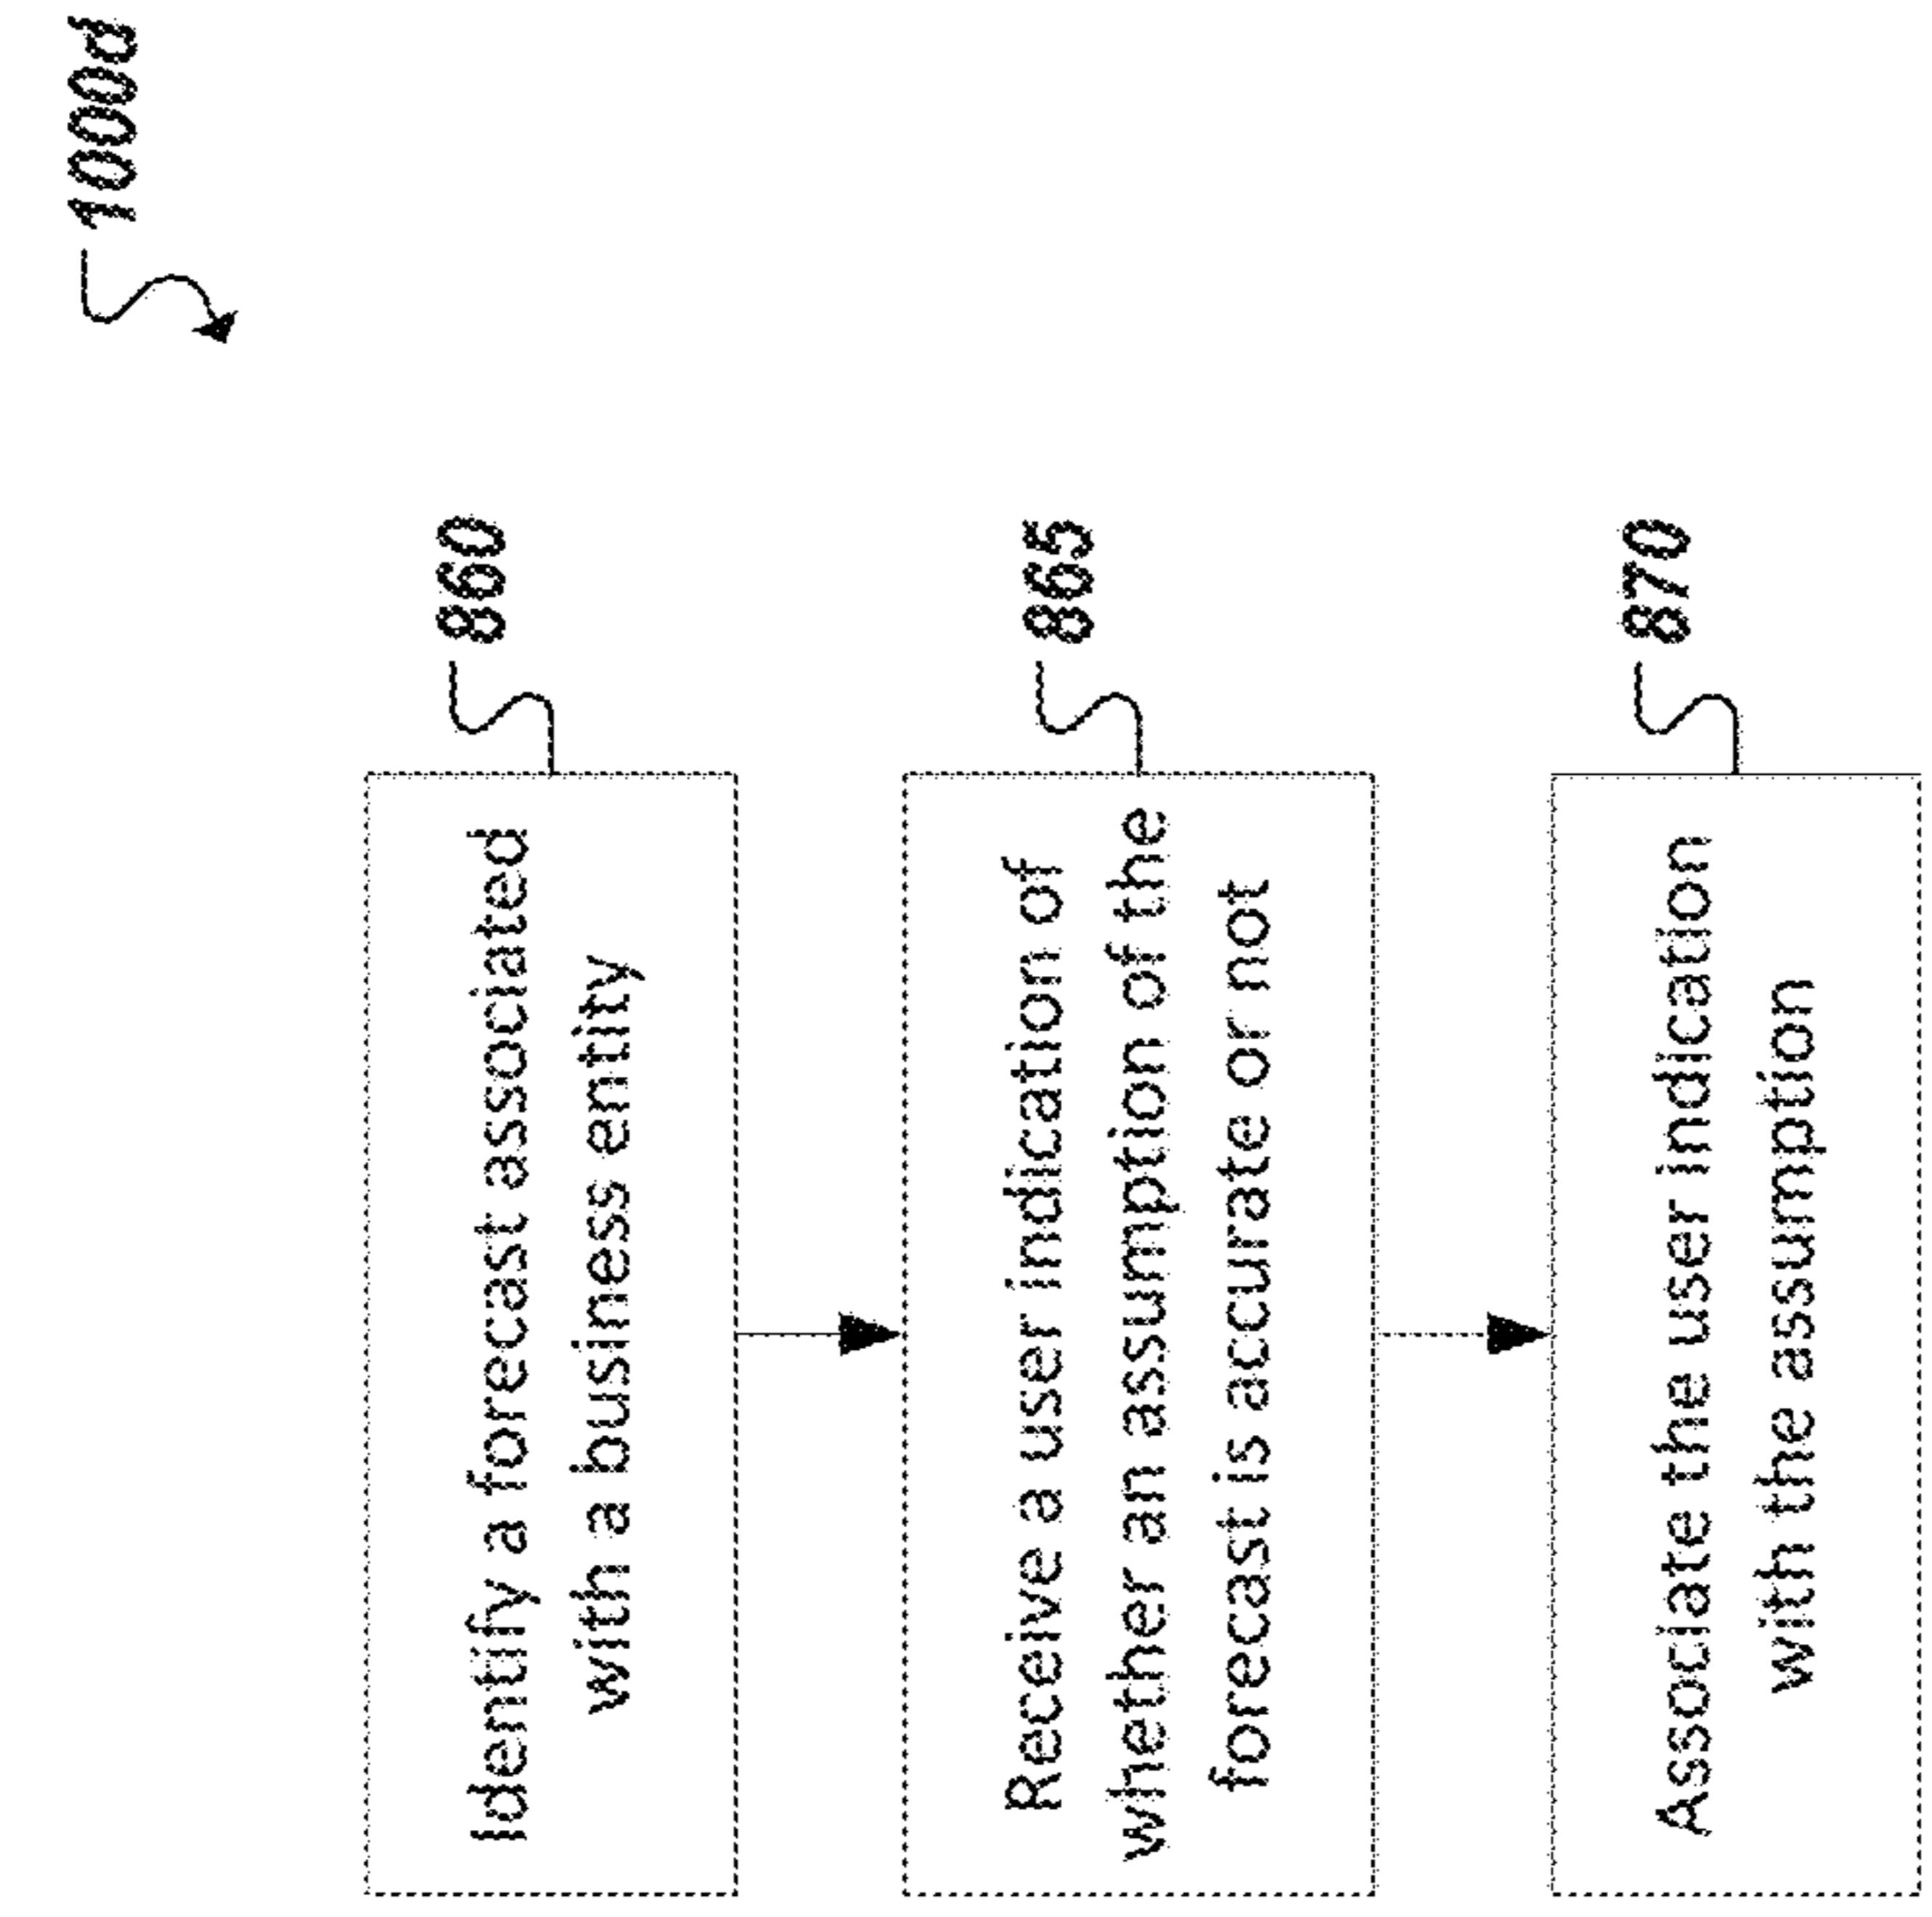 1000d
Identify a forecast associated
with a business entity
860
Receive a user indication of
whether an assumption of the
forecast is accurate or not
865
Associate the user indication
with the assumption
870